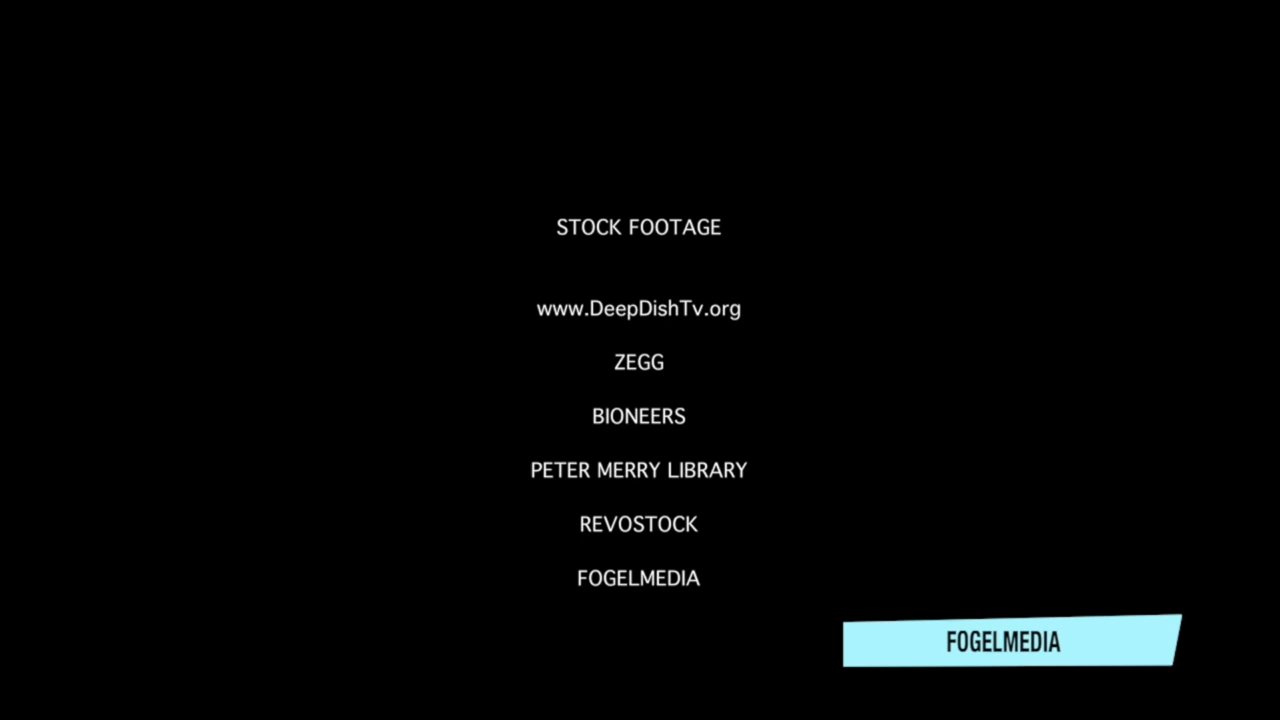 STOCK FOOTAGE
www.DeepDishTv.org
ZEGG
BIONEERS
PETER MERRY LIBRARY
REVOSTOCK
FOGELMEDIA
FOGELMEDIA